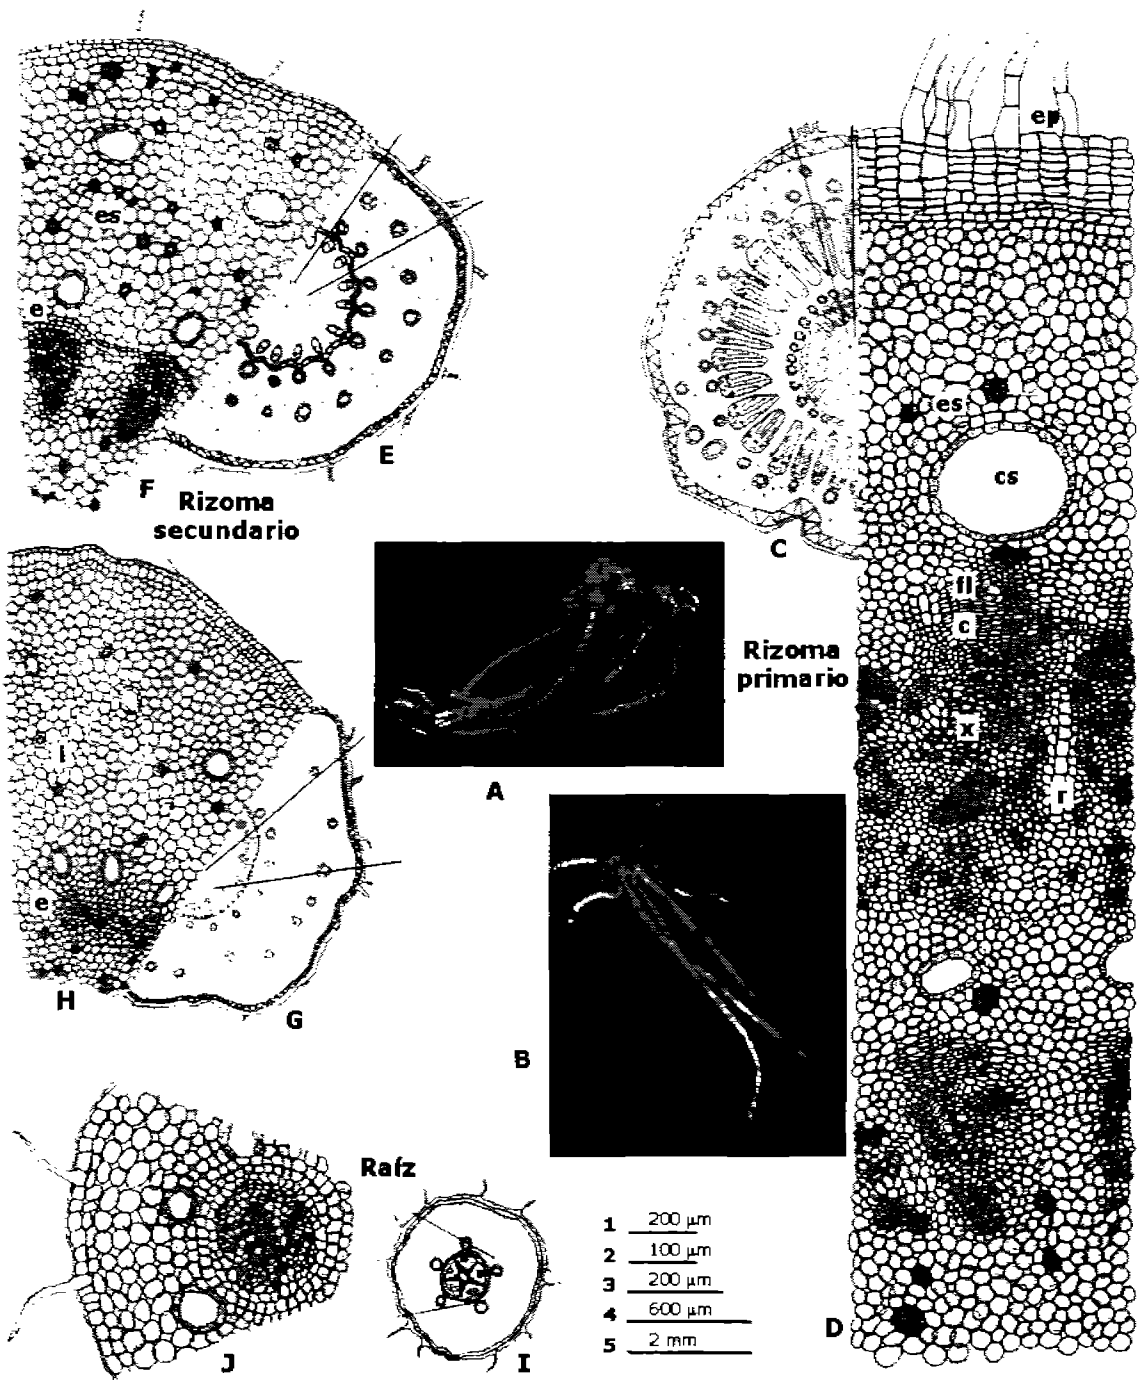 ep
es
e
E
F
Rizoma
secundario
es
cs
C
fl
c
x
r
Rizoma
primario
A
l
e
H
G
B
Raíz
J
I
1 200 μm
2 100 μm
3 200 μm
4 600 μm
5 2 mm
D